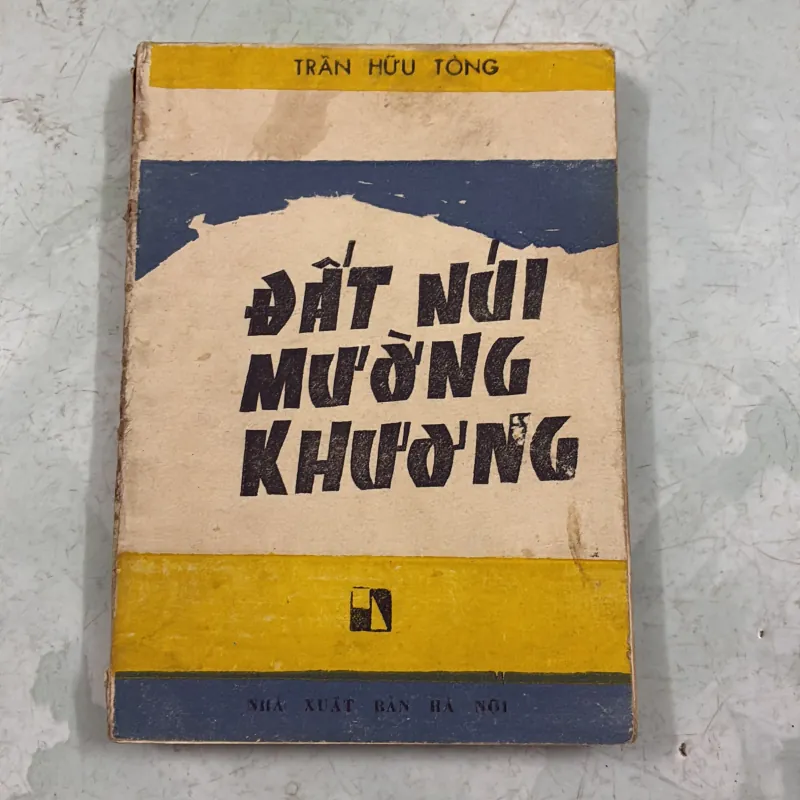 TRẦN HỮU TÒNG
ĐẤT NÚI
MƯỜNG
KHƯƠNG
NHÀ XUẤT BẢN HÀ NỘI